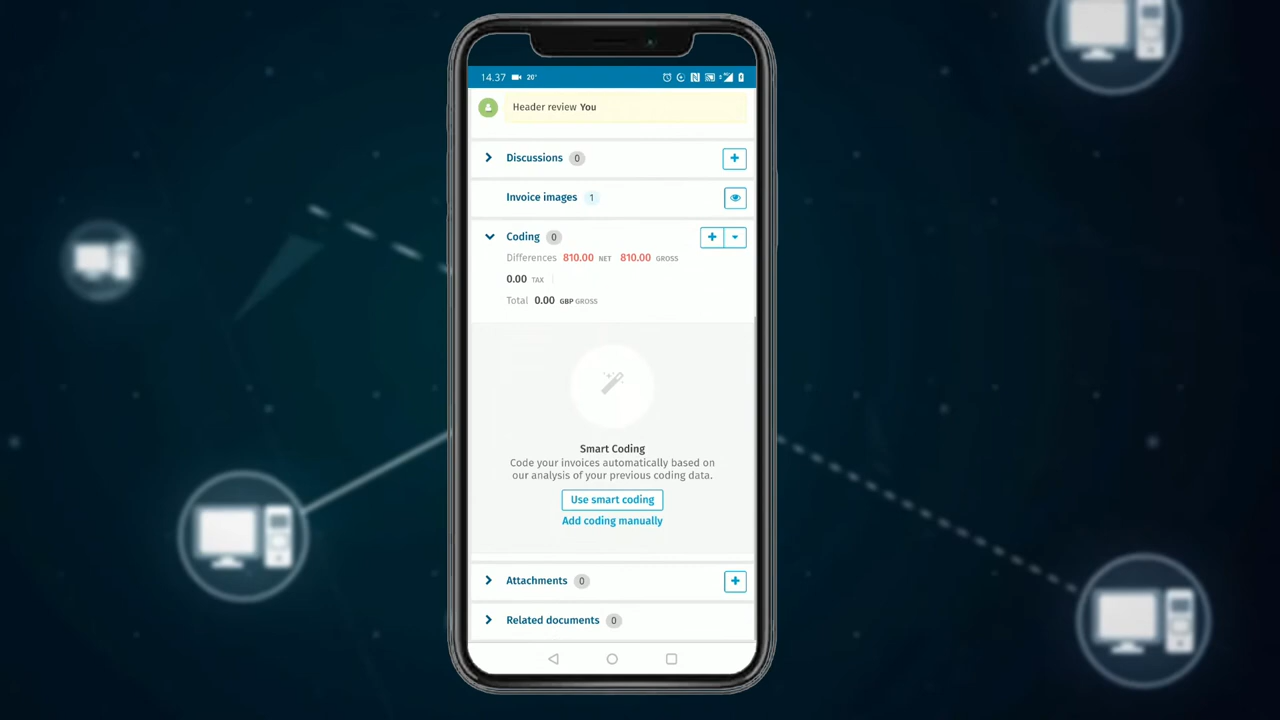 14.37 20°
Header review You
Discussions 0
Invoice images 1
Coding 0
Differences 810.00 NET 810.00 GROSS
0.00 TAX
Total 0.00 GBP GROSS
Smart Coding
Code your invoices automatically based on
our analysis of your previous coding data.
Use smart coding
Add coding manually
Attachments 0
Related documents 0